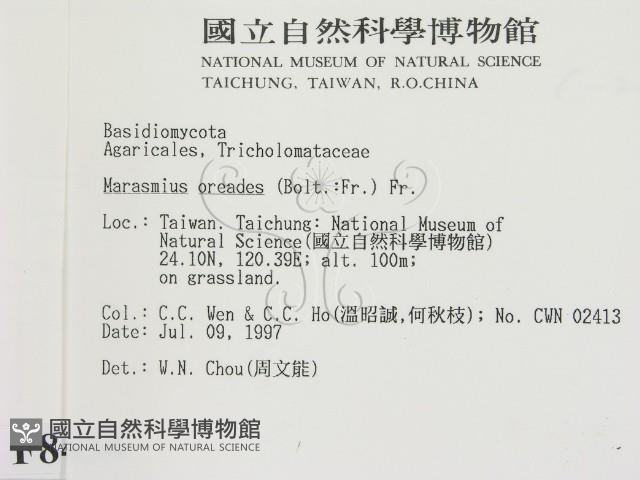 國立自然科學博物館
NATIONAL MUSEUM OF NATURAL SCIENCE
TAICHUNG, TAIWAN, R.O.CHINA
Basidiomycota
Agaricales, Tricholomataceae
Marasmius oreades (Bolt.:Fr.) Fr.
Loc.: Taiwan. Taichung: National Museum of
Natural Science(國立自然科學博物館)
24.10N, 120.39E; alt. 100m;
on grassland.
Col.: C.C. Wen & C.C. Ho(溫昭誠,何秋枝); No. CWN 02413
Date: Jul. 09, 1997
Det.: W.N. Chou(周文能)
國立自然科學博物館
NATIONAL MUSEUM OF NATURAL SCIENCE